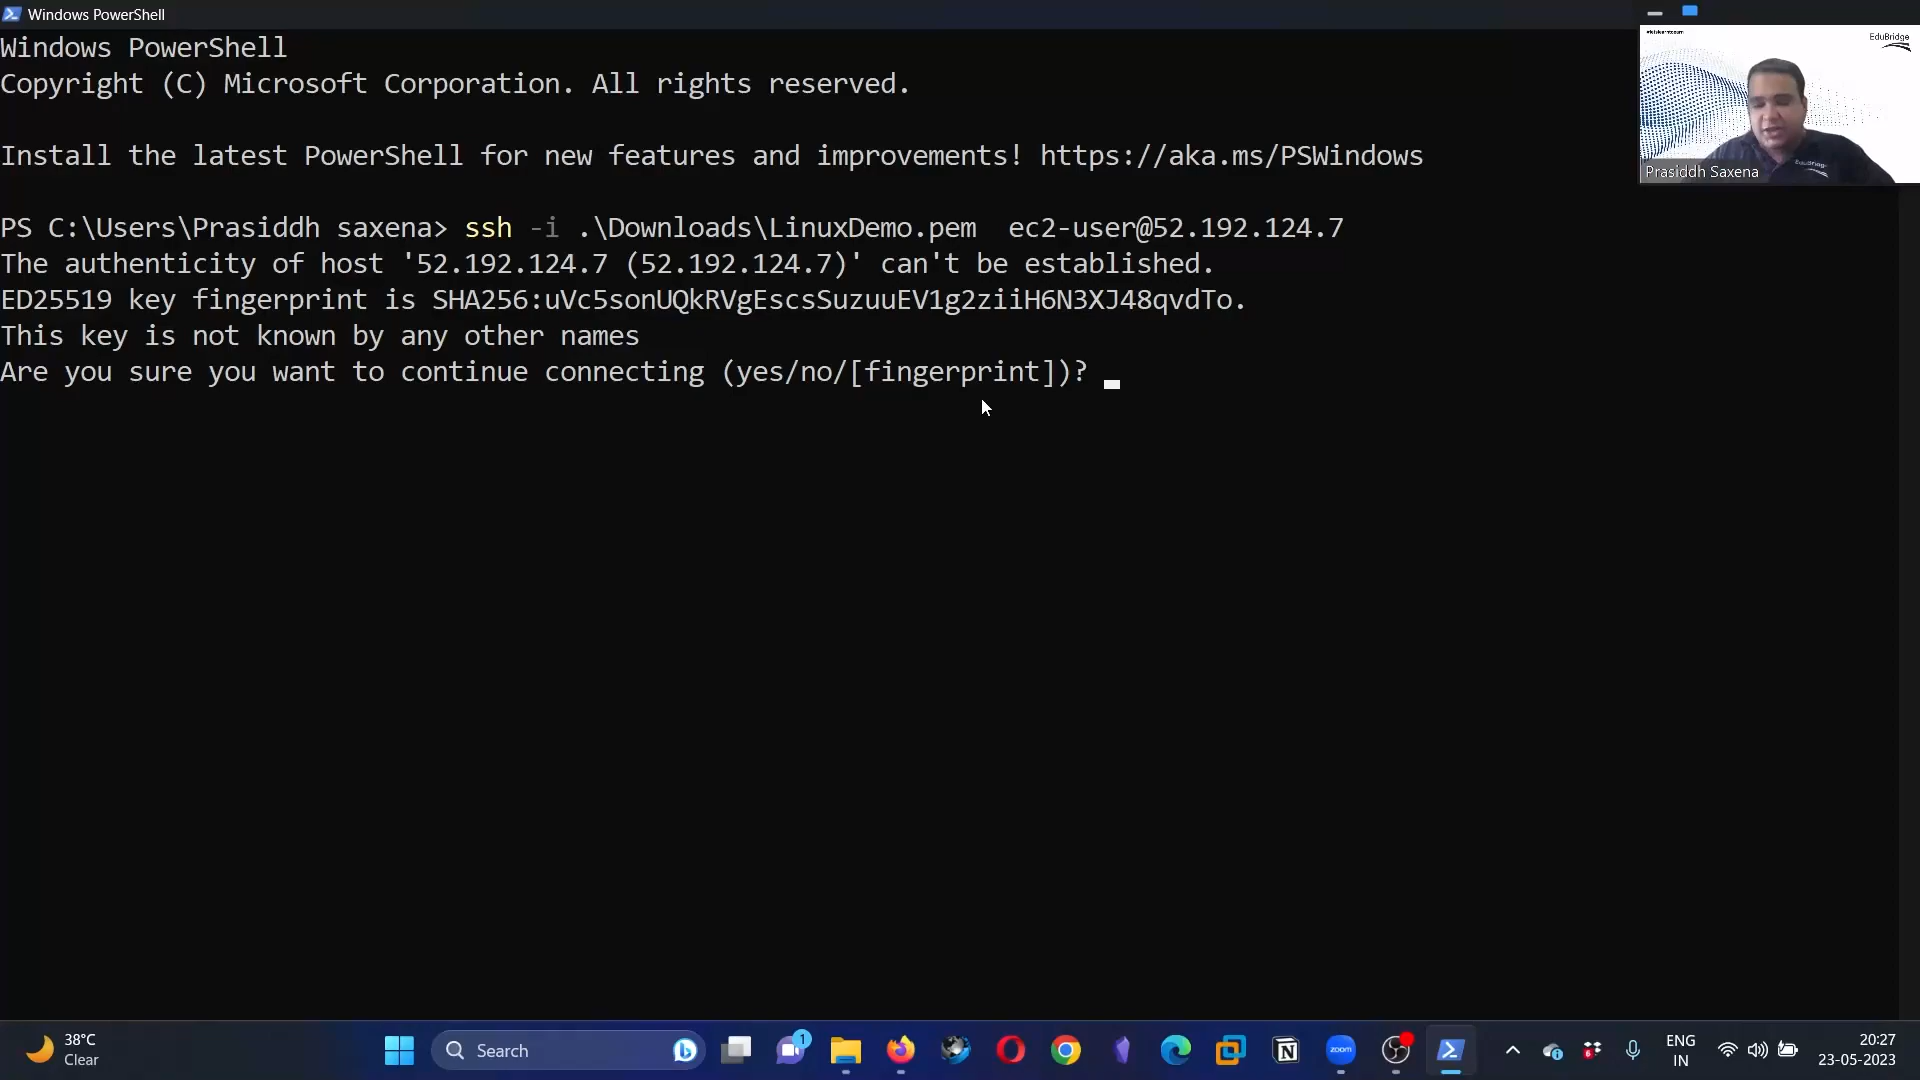 Windows PowerShell
Windows PowerShell
Copyright (C) Microsoft Corporation. All rights reserved.
Install the latest PowerShell for new features and improvements! https://aka.ms/PSWindows
PS C:\Users\Prasiddh saxena> ssh -i .\Downloads\LinuxDemo.pem  ec2-user@52.192.124.7
The authenticity of host '52.192.124.7 (52.192.124.7)' can't be established.
ED25519 key fingerprint is SHA256:uVc5sonUQkRVgEscsSuzuuEV1g2ziiH6N3XJ48qvdTo.
This key is not known by any other names
Are you sure you want to continue connecting (yes/no/[fingerprint])?
EduBridge
EduBridge
Prasiddh Saxena
38°C
Clear
Search
1
N
zoom
6
ENG
IN
20:27
23-05-2023